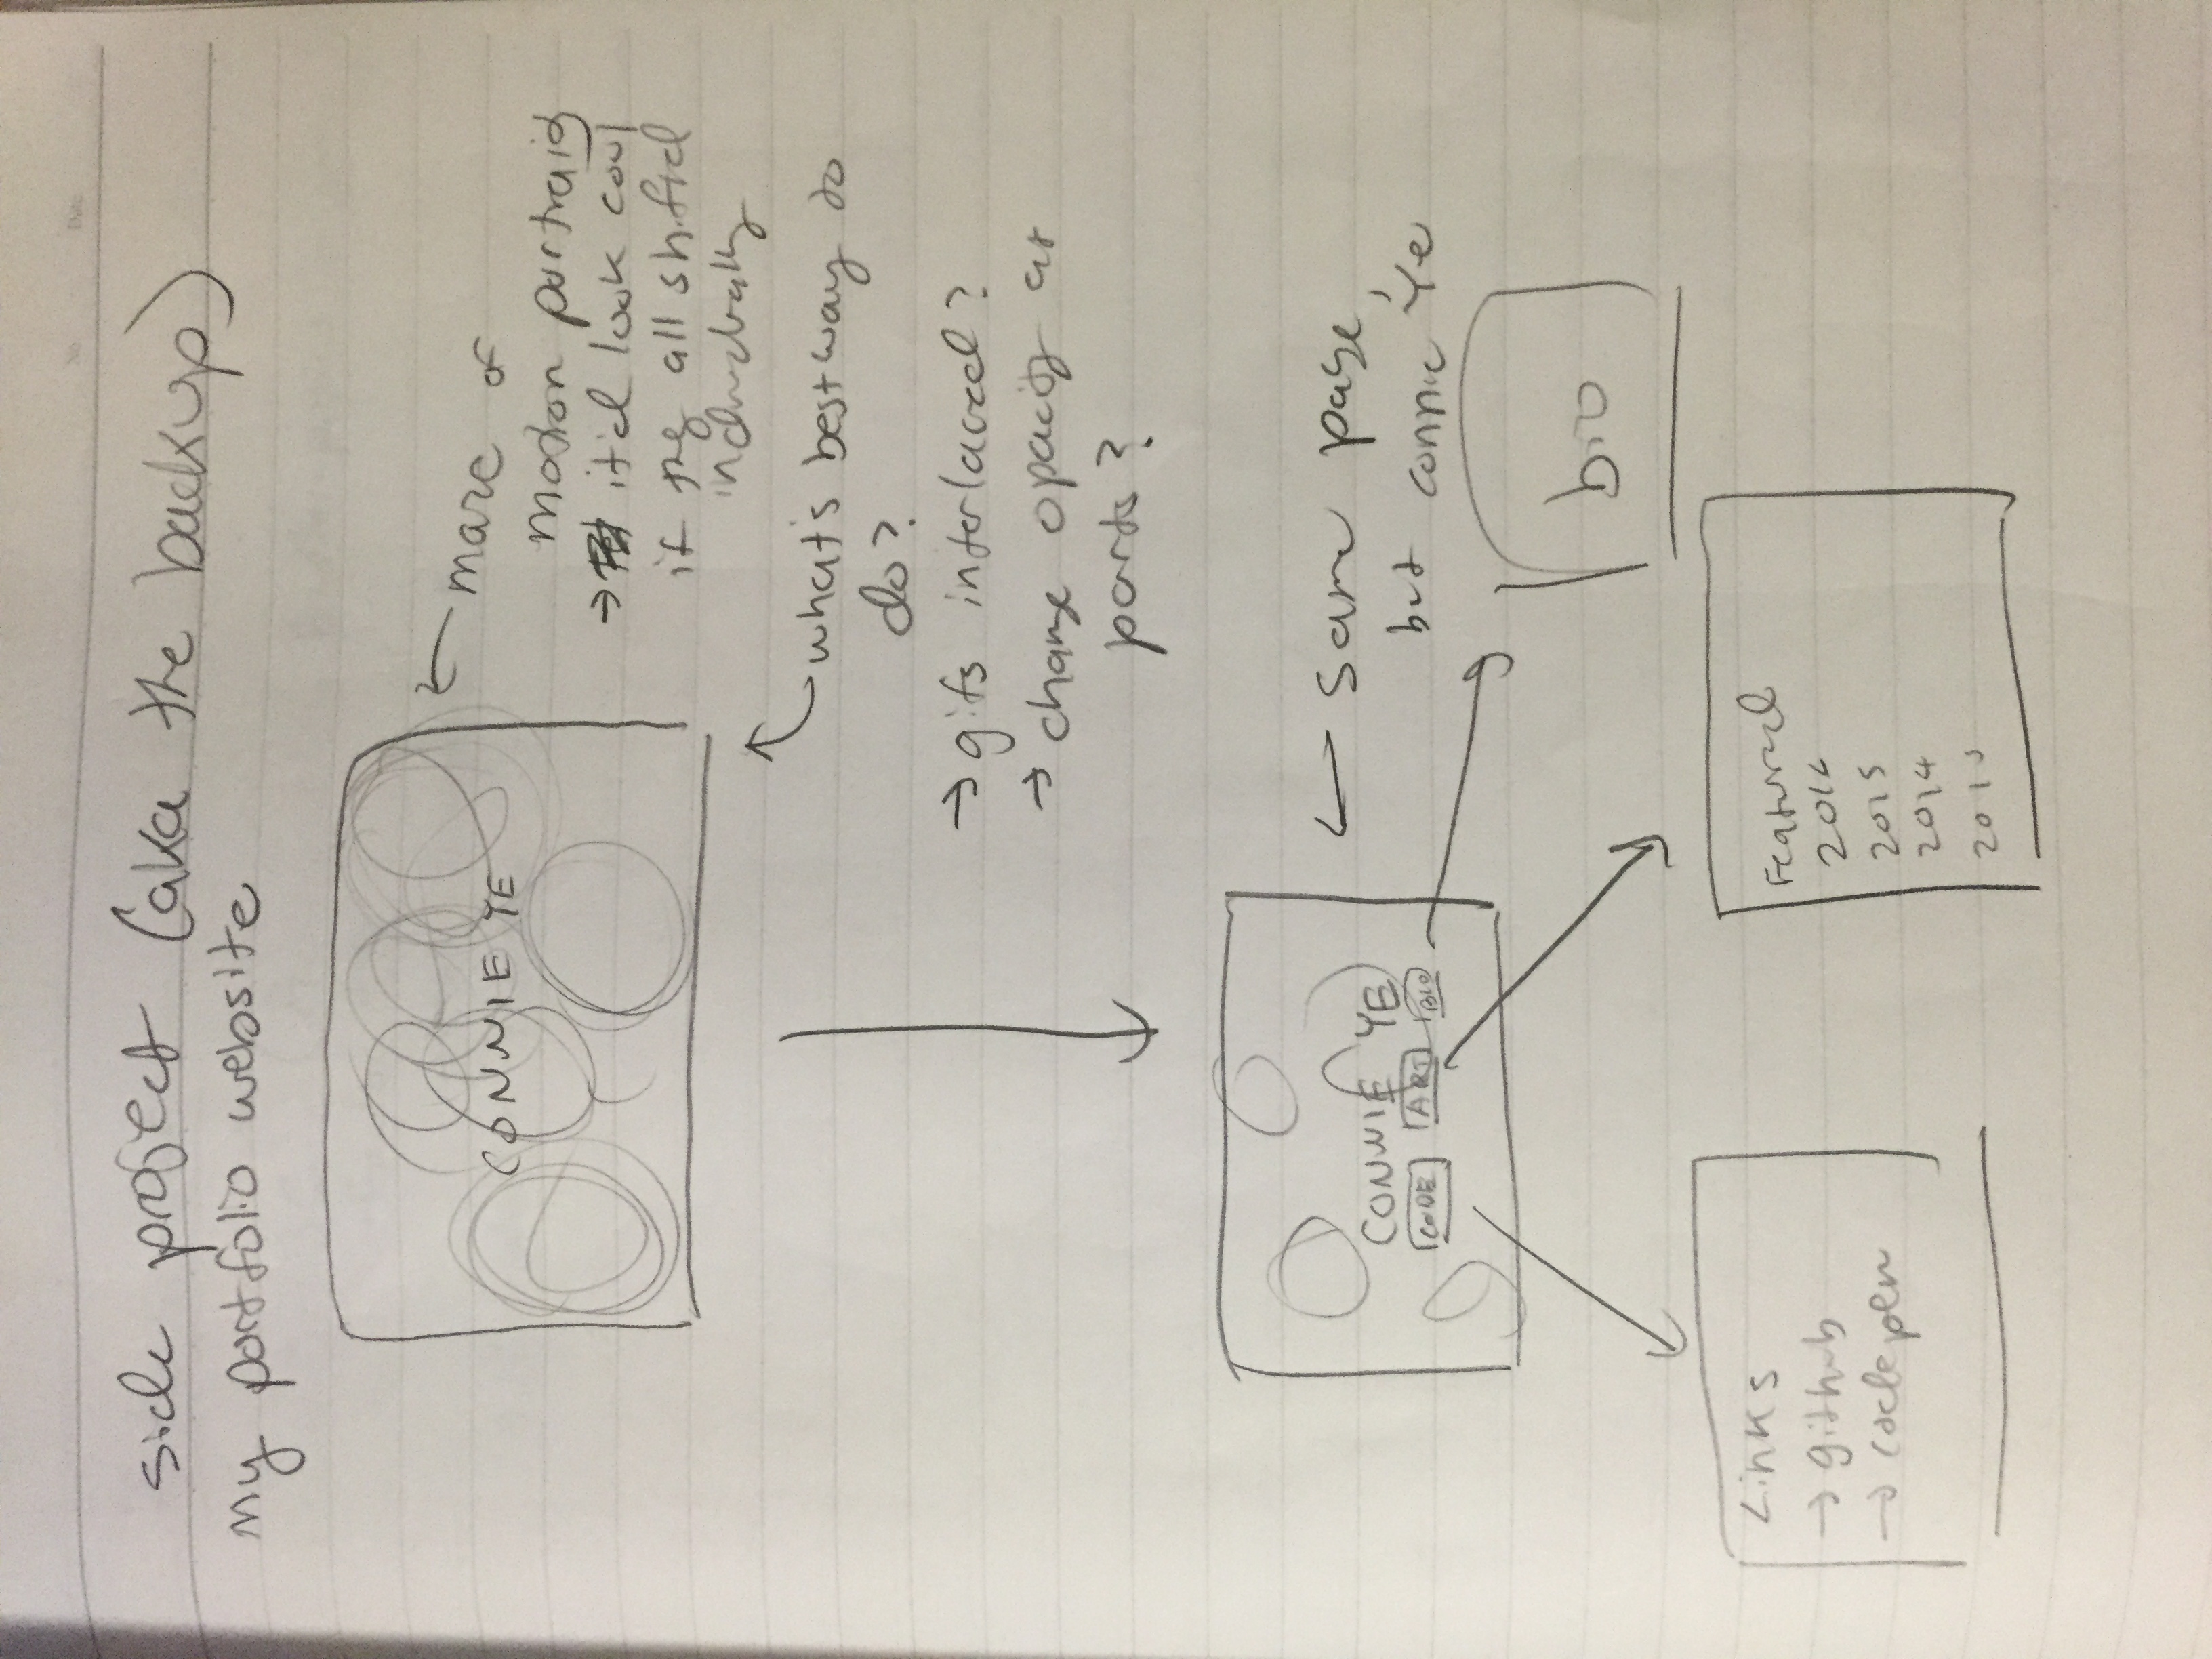 No Date
side project (aka the backup)
my portfolio website
CONNIE YE
maze of
motion portraits
→ it'd look cool
if they all shifted
individually
what's best way to
do?
→ gifs interlaced?
→ change opacity as
parts?
CONNIE YE
CODE ART BIO
same page,
but connie Ye
bio
Links
→ github
→ codepen
Featured
2016
2015
2014
2013